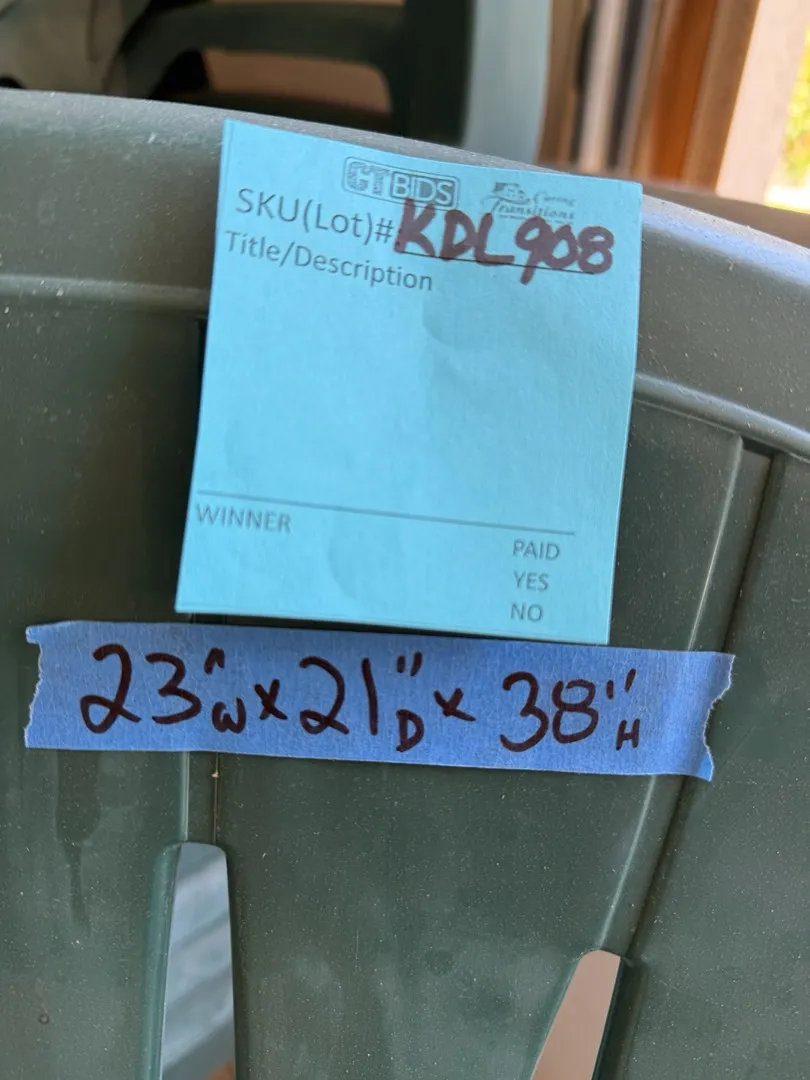 CTBIDS Caring Transitions
SKU(Lot)# KDL908
Title/Description
WINNER
PAID
YES
NO
23"W x 21"D x 38"H